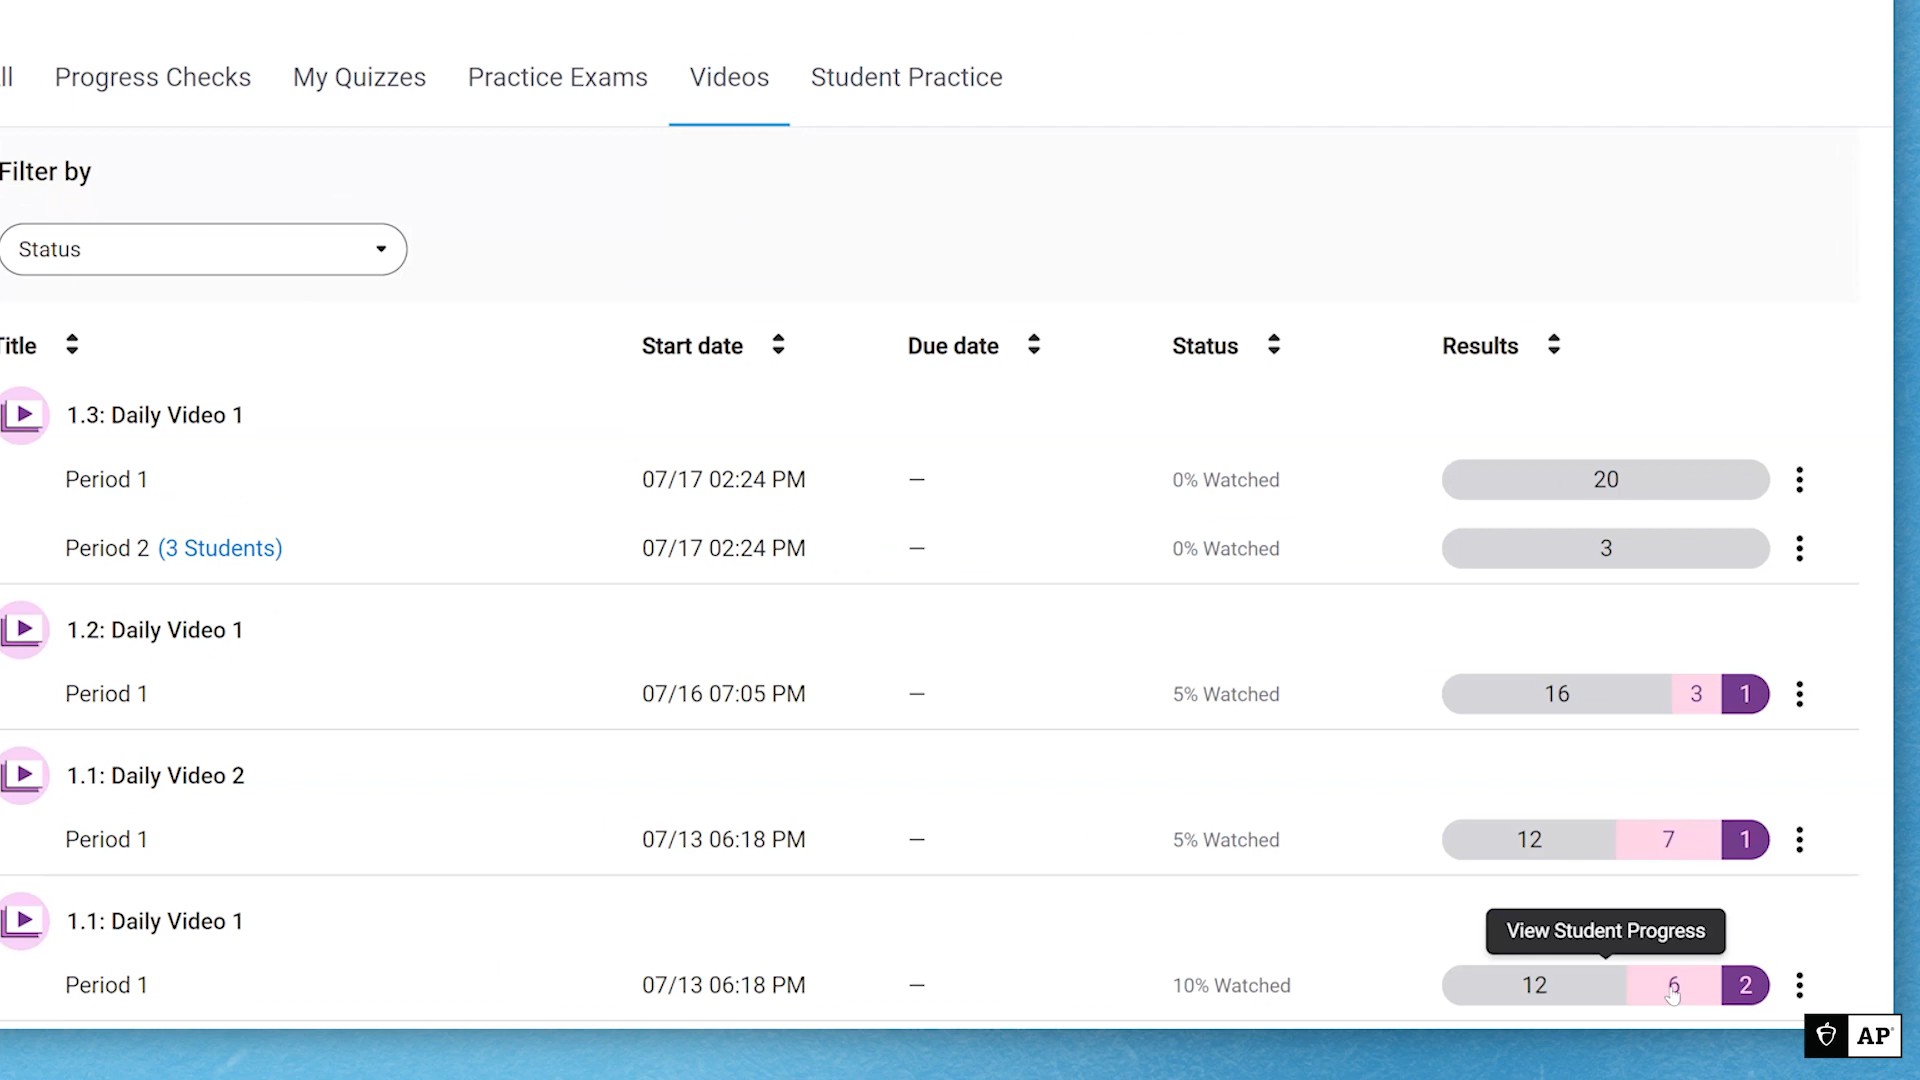 ll Progress Checks My Quizzes Practice Exams Videos Student Practice
Filter by
Status
Title Start date Due date Status Results
1.3: Daily Video 1
Period 1 07/17 02:24 PM — 0% Watched 20
Period 2 (3 Students) 07/17 02:24 PM — 0% Watched 3
1.2: Daily Video 1
Period 1 07/16 07:05 PM — 5% Watched 16 3 1
1.1: Daily Video 2
Period 1 07/13 06:18 PM — 5% Watched 12 7 1
1.1: Daily Video 1
View Student Progress
Period 1 07/13 06:18 PM — 10% Watched 12 6 2
AP®